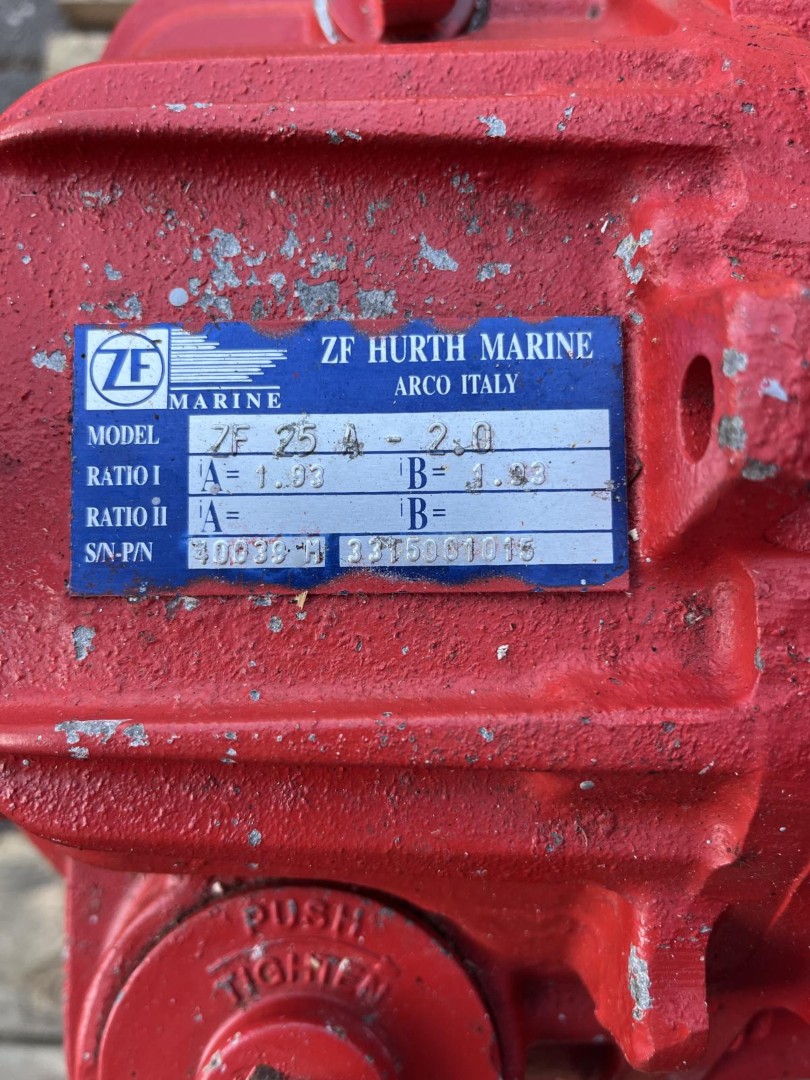 ZF MARINE
ZF HURTH MARINE
ARCO ITALY
MODEL ZF 25 A - 2.0
RATIO I iA= 1.93 iB= 1.93
RATIO II iA= iB=
S/N-P/N 40039 M 3315001015
PUSH
TIGHTEN